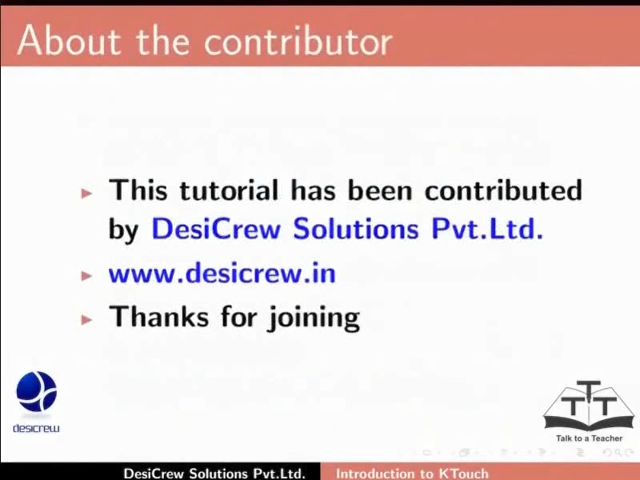 About the contributor
This tutorial has been contributed
by DesiCrew Solutions Pvt.Ltd.
www.desicrew.in
Thanks for joining
desicrew
TTT
Talk to a Teacher
DesiCrew Solutions Pvt.Ltd. Introduction to KTouch